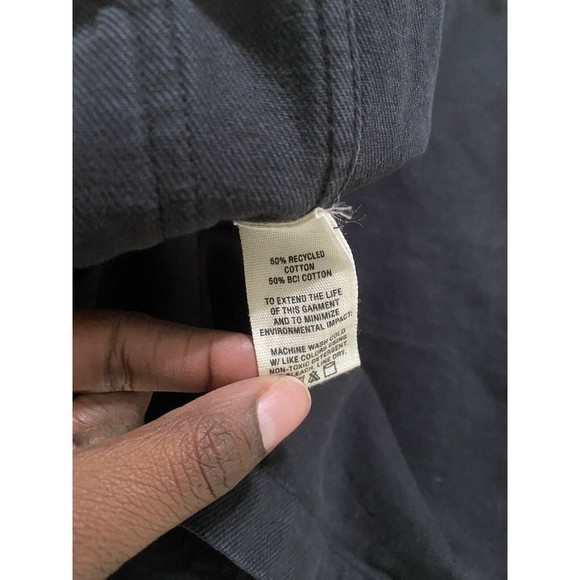 50% RECYCLED
COTTON
50% BCI COTTON
TO EXTEND THE LIFE
OF THIS GARMENT
AND TO MINIMIZE
ENVIRONMENTAL IMPACT:
MACHINE WASH COLD
W/ LIKE COLORS USING
NON-TOXIC DETERGENT
BLEACH. LINE DRY.